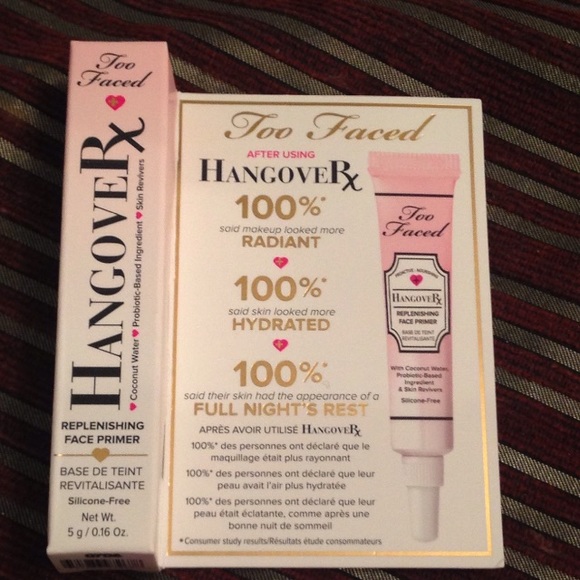 Too
Faced
HANGOVERX
Coconut Water ♥ Probiotic-Based Ingredient ♥ Skin Revivers
REPLENISHING
FACE PRIMER
BASE DE TEINT
REVITALISANTE
Silicone-Free
Net Wt.
5 g / 0.16 Oz.
Too Faced
AFTER USING
HANGOVERX
100%*
said makeup looked more
RADIANT
100%*
said skin looked more
HYDRATED
100%*
said their skin had the appearance of a
FULL NIGHT'S REST
APRÈS AVOIR UTILISÉ HANGOVERX
100%* des personnes ont déclaré que le
maquillage était plus rayonnant
100%* des personnes ont déclaré que leur
peau avait l'air plus hydratée
100%* des personnes ont déclaré que leur
peau était éclatante, comme après une
bonne nuit de sommeil
*Consumer study results/Résultats étude consommateurs
Too
Faced
PROACTIVE • NOURISHING
HANGOVERX
REPLENISHING
FACE PRIMER
BASE DE TEINT
REVITALISANTE
With Coconut Water,
Probiotic-Based
Ingredient
& Skin Revivers
Silicone-Free